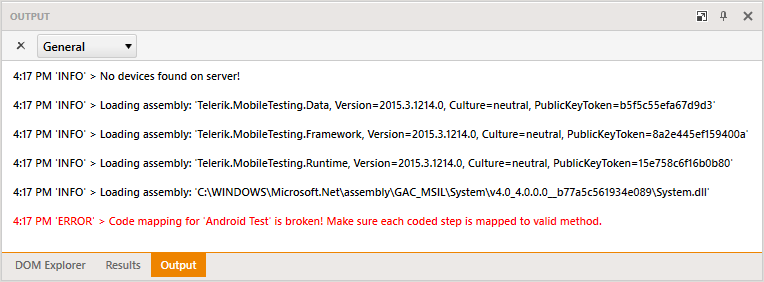 OUTPUT
General
4:17 PM 'INFO' > No devices found on server!
4:17 PM 'INFO' > Loading assembly: 'Telerik.MobileTesting.Data, Version=2015.3.1214.0, Culture=neutral, PublicKeyToken=b5f5c55efa67d9d3'
4:17 PM 'INFO' > Loading assembly: 'Telerik.MobileTesting.Framework, Version=2015.3.1214.0, Culture=neutral, PublicKeyToken=8a2e445ef159400a'
4:17 PM 'INFO' > Loading assembly: 'Telerik.MobileTesting.Runtime, Version=2015.3.1214.0, Culture=neutral, PublicKeyToken=15e758c6f16b0b80'
4:17 PM 'INFO' > Loading assembly: 'C:\WINDOWS\Microsoft.Net\assembly\GAC_MSIL\System\v4.0_4.0.0.0__b77a5c561934e089\System.dll'
4:17 PM 'ERROR' > Code mapping for 'Android Test' is broken! Make sure each coded step is mapped to valid method.
DOM Explorer Results Output